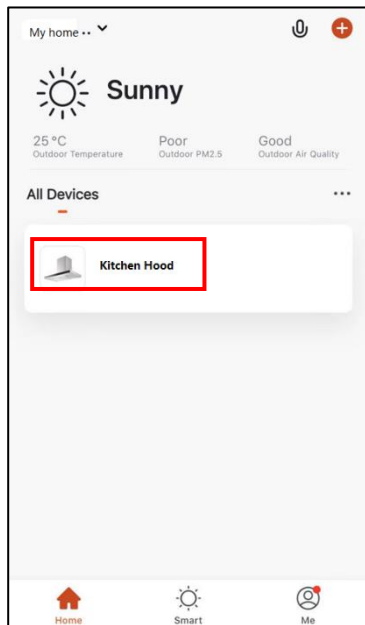 My home ..
Sunny
25 °C Poor Good
Outdoor Temperature Outdoor PM2.5 Outdoor Air Quality
All Devices
Kitchen Hood
Home Smart Me